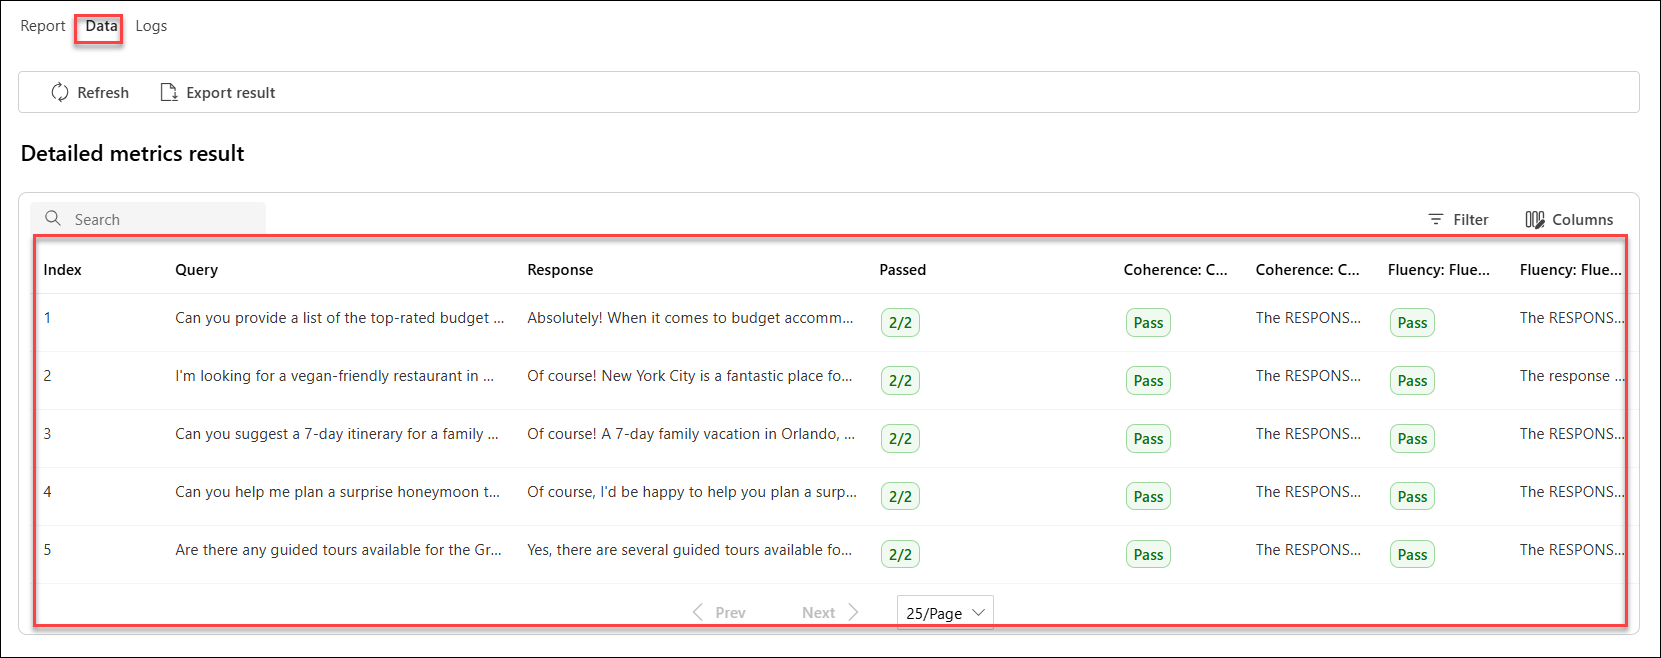 Report Data Logs
Refresh Export result
Detailed metrics result
Search Filter Columns
Index Query Response Passed Coherence: C... Coherence: C... Fluency: Flue... Fluency: Flue...
1 Can you provide a list of the top-rated budget ... Absolutely! When it comes to budget accomm... 2/2 Pass The RESPONS... Pass The RESPONS...
2 I'm looking for a vegan-friendly restaurant in ... Of course! New York City is a fantastic place fo... 2/2 Pass The RESPONS... Pass The response ...
3 Can you suggest a 7-day itinerary for a family ... Of course! A 7-day family vacation in Orlando, ... 2/2 Pass The RESPONS... Pass The RESPONS...
4 Can you help me plan a surprise honeymoon t... Of course, I'd be happy to help you plan a surp... 2/2 Pass The RESPONS... Pass The RESPONS...
5 Are there any guided tours available for the Gr... Yes, there are several guided tours available fo... 2/2 Pass The RESPONS... Pass The RESPONS...
Prev Next 25/Page